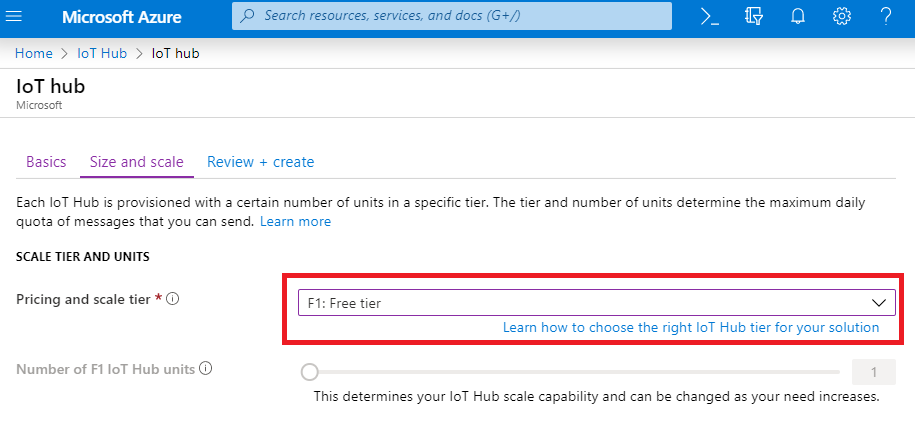 Microsoft Azure
Search resources, services, and docs (G+/)
Home > IoT Hub > IoT hub
IoT hub
Microsoft
Basics Size and scale Review + create
Each IoT Hub is provisioned with a certain number of units in a specific tier. The tier and number of units determine the maximum daily
quota of messages that you can send. Learn more
SCALE TIER AND UNITS
Pricing and scale tier *
F1: Free tier
Learn how to choose the right IoT Hub tier for your solution
Number of F1 IoT Hub units
1
This determines your IoT Hub scale capability and can be changed as your need increases.